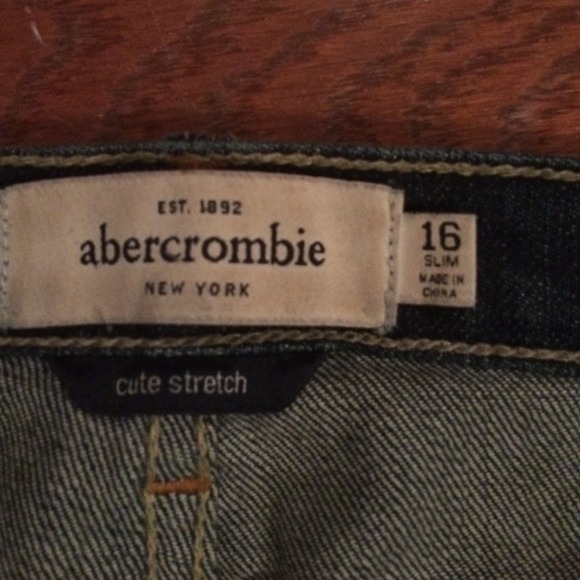 EST. 1892
abercrombie
NEW YORK
16
SLIM
MADE IN
CHINA
cute stretch